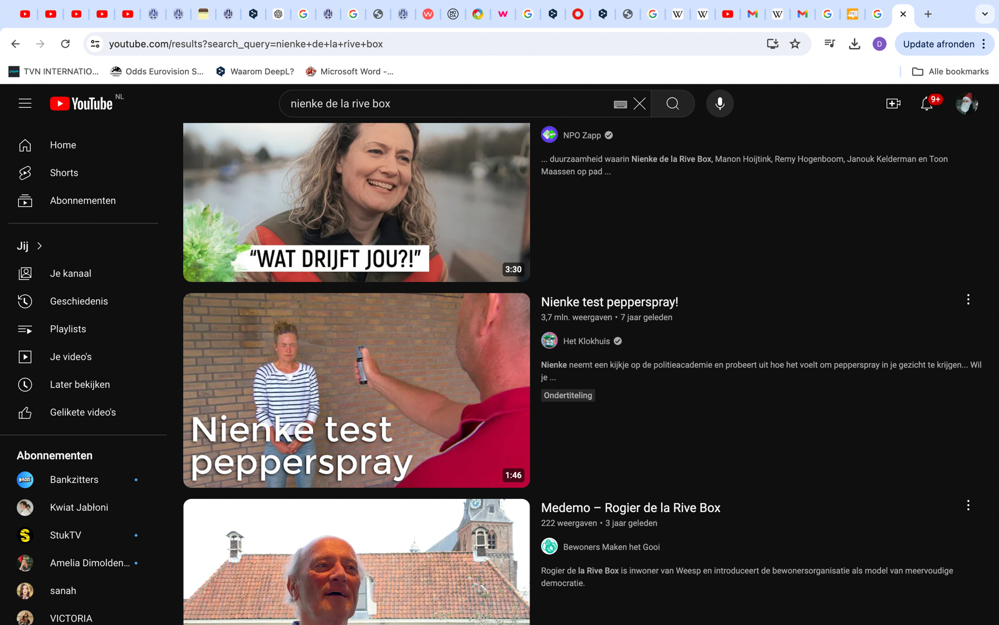 youtube.com/results?search_query=nienke+de+la+rive+box
D
Update afronden
TVN INTERNATIO...
Odds Eurovision S...
Waarom DeepL?
Microsoft Word -...
Alle bookmarks
YouTube NL
nienke de la rive box
9+
Home
Shorts
Abonnementen
Jij
Je kanaal
Geschiedenis
Playlists
Je video's
Later bekijken
Gelikete video's
Abonnementen
Bankzitters
Kwiat Jabłoni
StukTV
Amelia Dimolden...
sanah
VICTORIA
“WAT DRIJFT JOU?!”
3:30
NPO Zapp
... duurzaamheid waarin Nienke de la Rive Box, Manon Hoijtink, Remy Hogenboom, Janouk Kelderman en Toon
Maassen op pad ...
Nienke test
pepperspray
1:46
Nienke test pepperspray!
3,7 mln. weergaven • 7 jaar geleden
Het Klokhuis
Nienke neemt een kijkje op de politieacademie en probeert uit hoe het voelt om pepperspray in je gezicht te krijgen... Wil
je ...
Ondertiteling
Medemo – Rogier de la Rive Box
222 weergaven • 3 jaar geleden
Bewoners Maken het Gooi
Rogier de la Rive Box is inwoner van Weesp en introduceert de bewonersorganisatie als model van meervoudige
democratie.